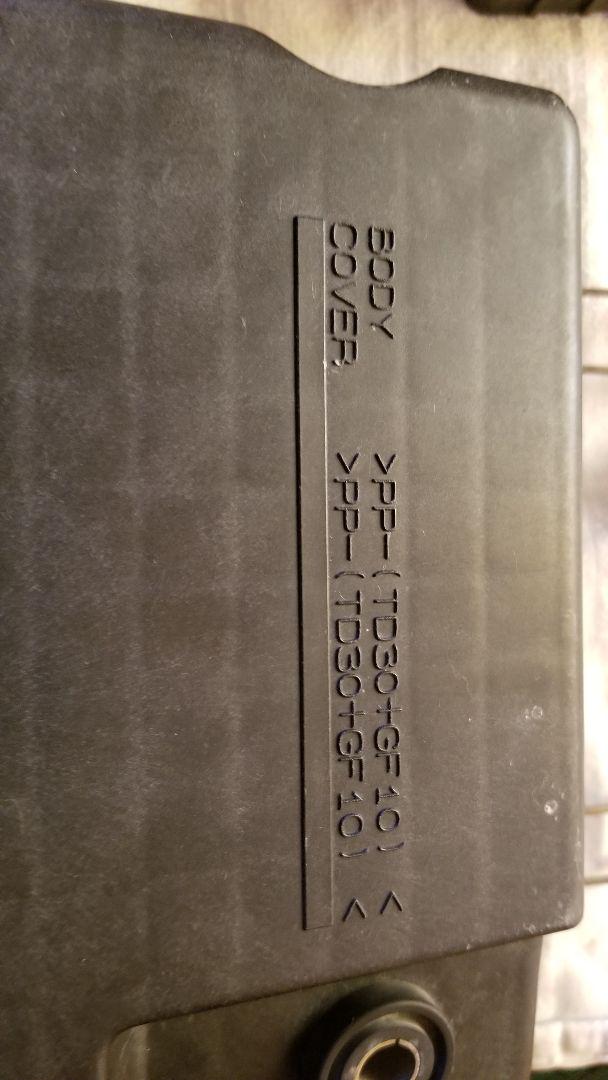 BODY >PP-(TD30+GF10)<
COVER >PP-(TD30+GF10)<